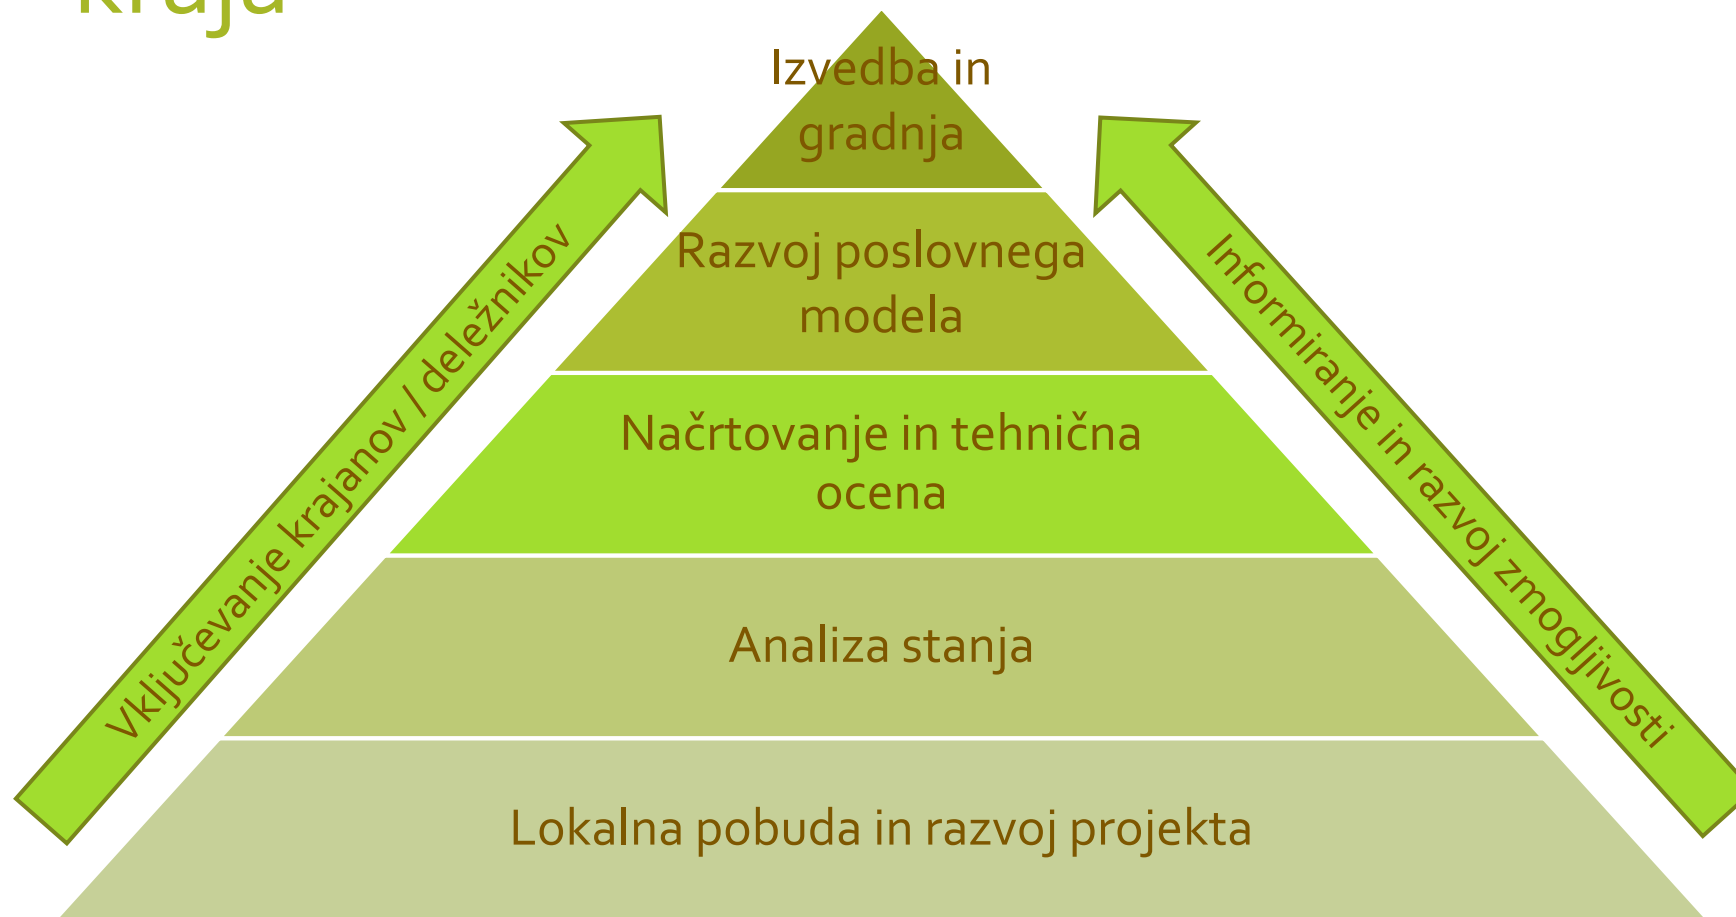 kraja
Izvedba in
gradnja
Razvoj poslovnega
modela
Načrtovanje in tehnična
ocena
Analiza stanja
Lokalna pobuda in razvoj projekta
Vključevanje krajanov / deležnikov
Informiranje in razvoj zmogljivosti